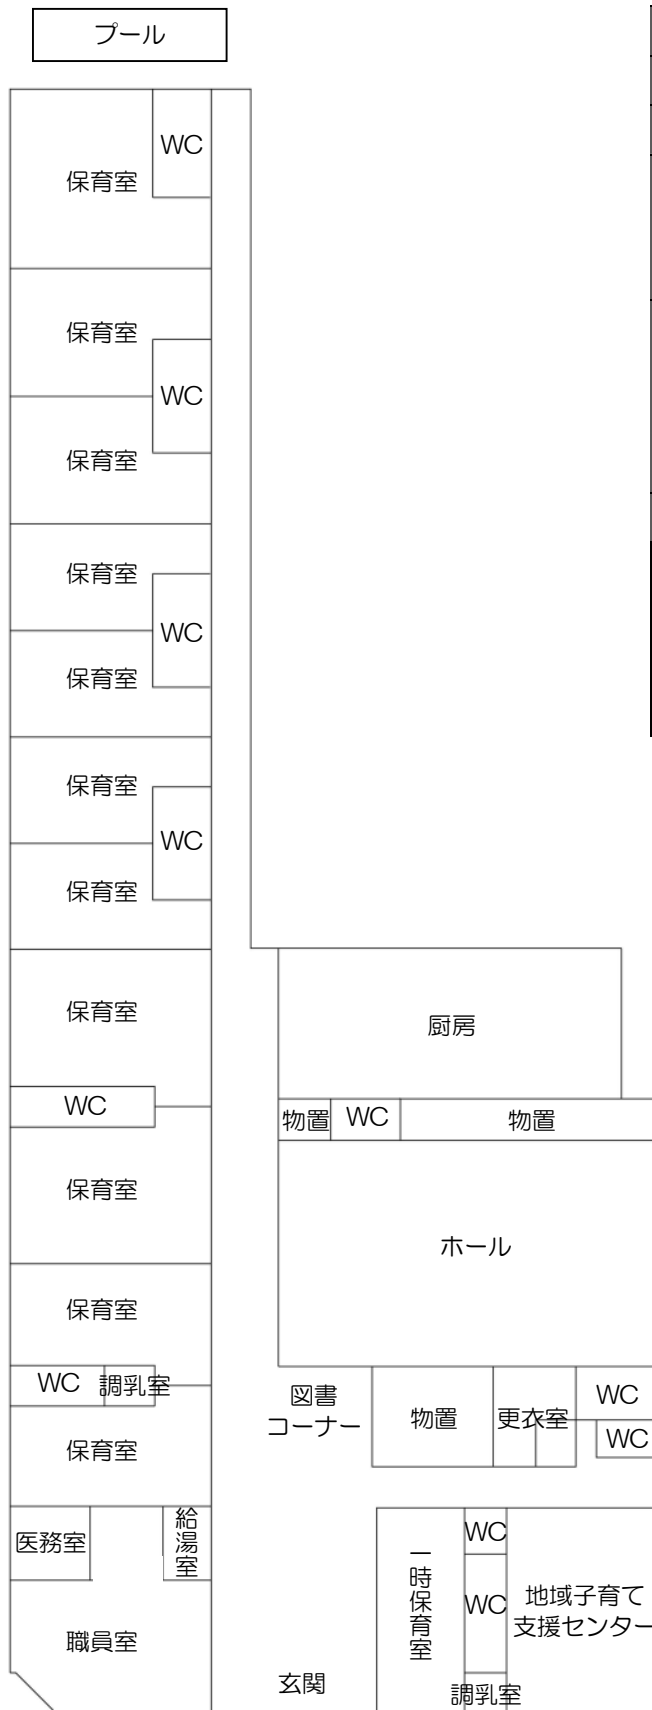 プール
WC
保育室
保育室
WC
保育室
保育室
WC
保育室
保育室
WC
保育室
保育室
厨房
WC
物置
WC
物置
保育室
ホール
保育室
WC
調乳室
図書
コーナー
物置
更衣室
WC
WC
保育室
医務室
給湯室
職員室
玄関
一時保育室
WC
WC
調乳室
地域子育て
支援センター